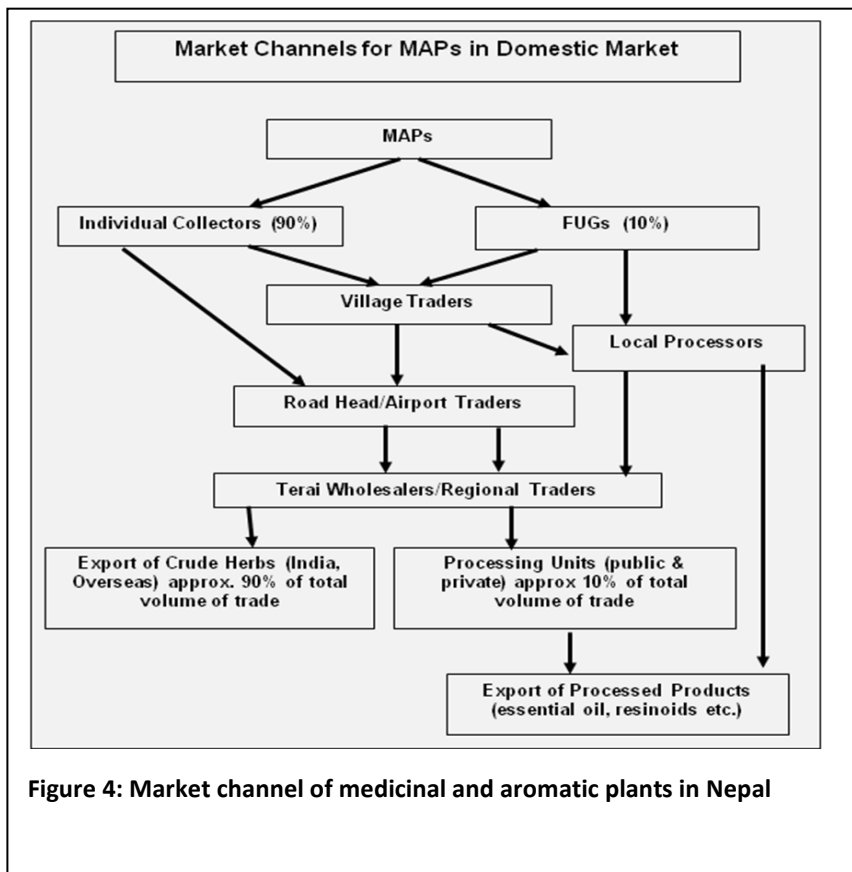 Market Channels for MAPs in Domestic Market
MAPs
Individual Collectors (90%)
FUGs (10%)
Village Traders
Local Processors
Road Head/Airport Traders
Terai Wholesalers/Regional Traders
Export of Crude Herbs (India,
Overseas) approx. 90% of total
volume of trade
Processing Units (public &
private) approx 10% of total
volume of trade
Export of Processed Products
(essential oil, resinoids etc.)
Figure 4: Market channel of medicinal and aromatic plants in Nepal